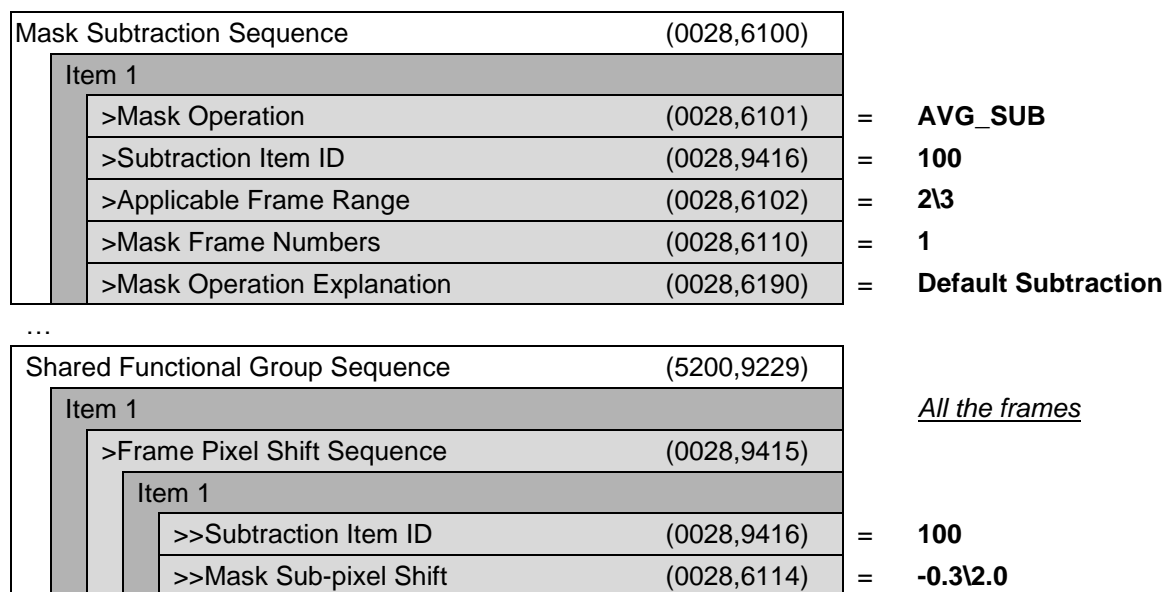 Mask Subtraction Sequence (0028,6100)
Item 1
>Mask Operation (0028,6101) = AVG_SUB
>Subtraction Item ID (0028,9416) = 100
>Applicable Frame Range (0028,6102) = 2\3
>Mask Frame Numbers (0028,6110) = 1
>Mask Operation Explanation (0028,6190) = Default Subtraction
…
Shared Functional Group Sequence (5200,9229)
Item 1 All the frames
>Frame Pixel Shift Sequence (0028,9415)
Item 1
>>Subtraction Item ID (0028,9416) = 100
>>Mask Sub-pixel Shift (0028,6114) = -0.3\2.0